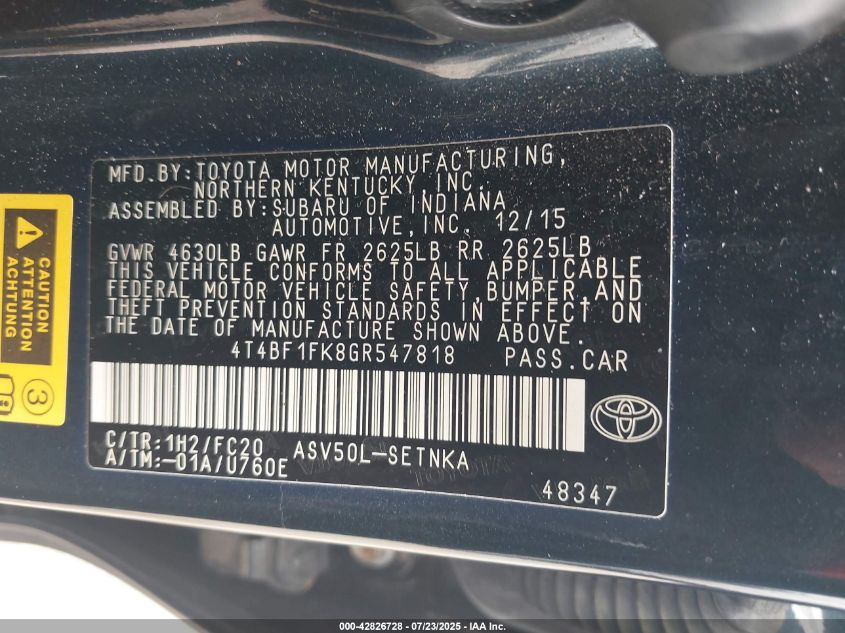 MFD.BY:TOYOTA MOTOR MANUFACTURING,
NORTHERN KENTUCKY,INC.
ASSEMBLED BY:SUBARU OF INDIANA
AUTOMOTIVE,INC. 12/15
GVWR 4630LB GAWR FR 2625LB RR 2625LB
THIS VEHICLE CONFORMS TO ALL APPLICABLE
FEDERAL MOTOR VEHICLE SAFETY,BUMPER,AND
THEFT PREVENTION STANDARDS IN EFFECT ON
THE DATE OF MANUFACTURE SHOWN ABOVE.
4T4BF1FK8GR547818 PASS.CAR
C/TR:1H2/FC20 ASV50L-SETNKA
A/TM:-01A/U760E
48347
CAUTION
ATTENTION
ACHTUNG
3
000-42826728 - 07/23/2025 - IAA Inc.